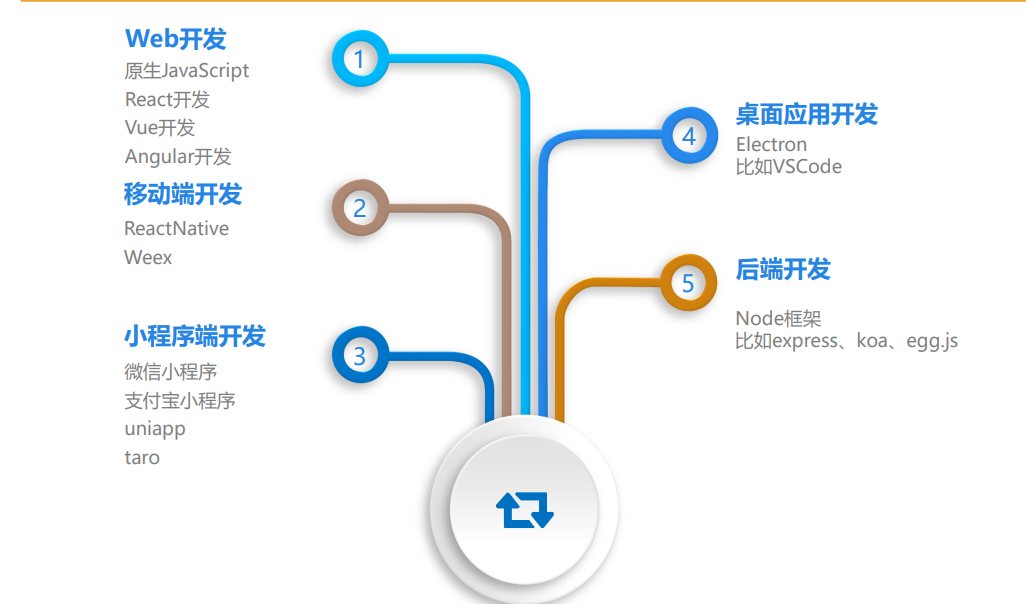 Web开发
原生JavaScript
React开发
Vue开发
Angular开发
1
移动端开发
ReactNative
Weex
2
小程序端开发
微信小程序
支付宝小程序
uniapp
taro
3
4
桌面应用开发
Electron
比如VSCode
5
后端开发
Node框架
比如express、koa、egg.js